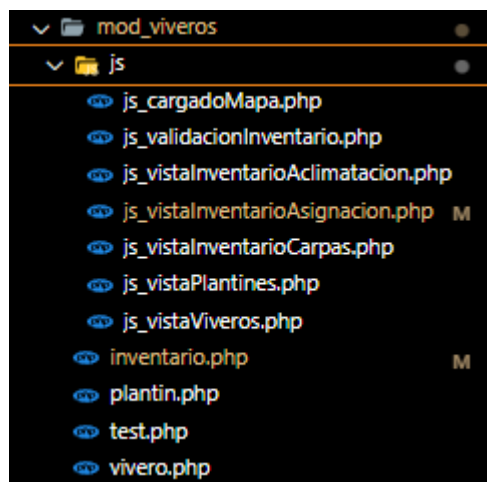 mod_viveros
js
js_cargadoMapa.php
js_validacionInventario.php
js_vistaInventarioAclimatacion.php
js_vistaInventarioAsignacion.php M
js_vistaInventarioCarpas.php
js_vistaPlantines.php
js_vistaViveros.php
inventario.php M
plantin.php
test.php
vivero.php